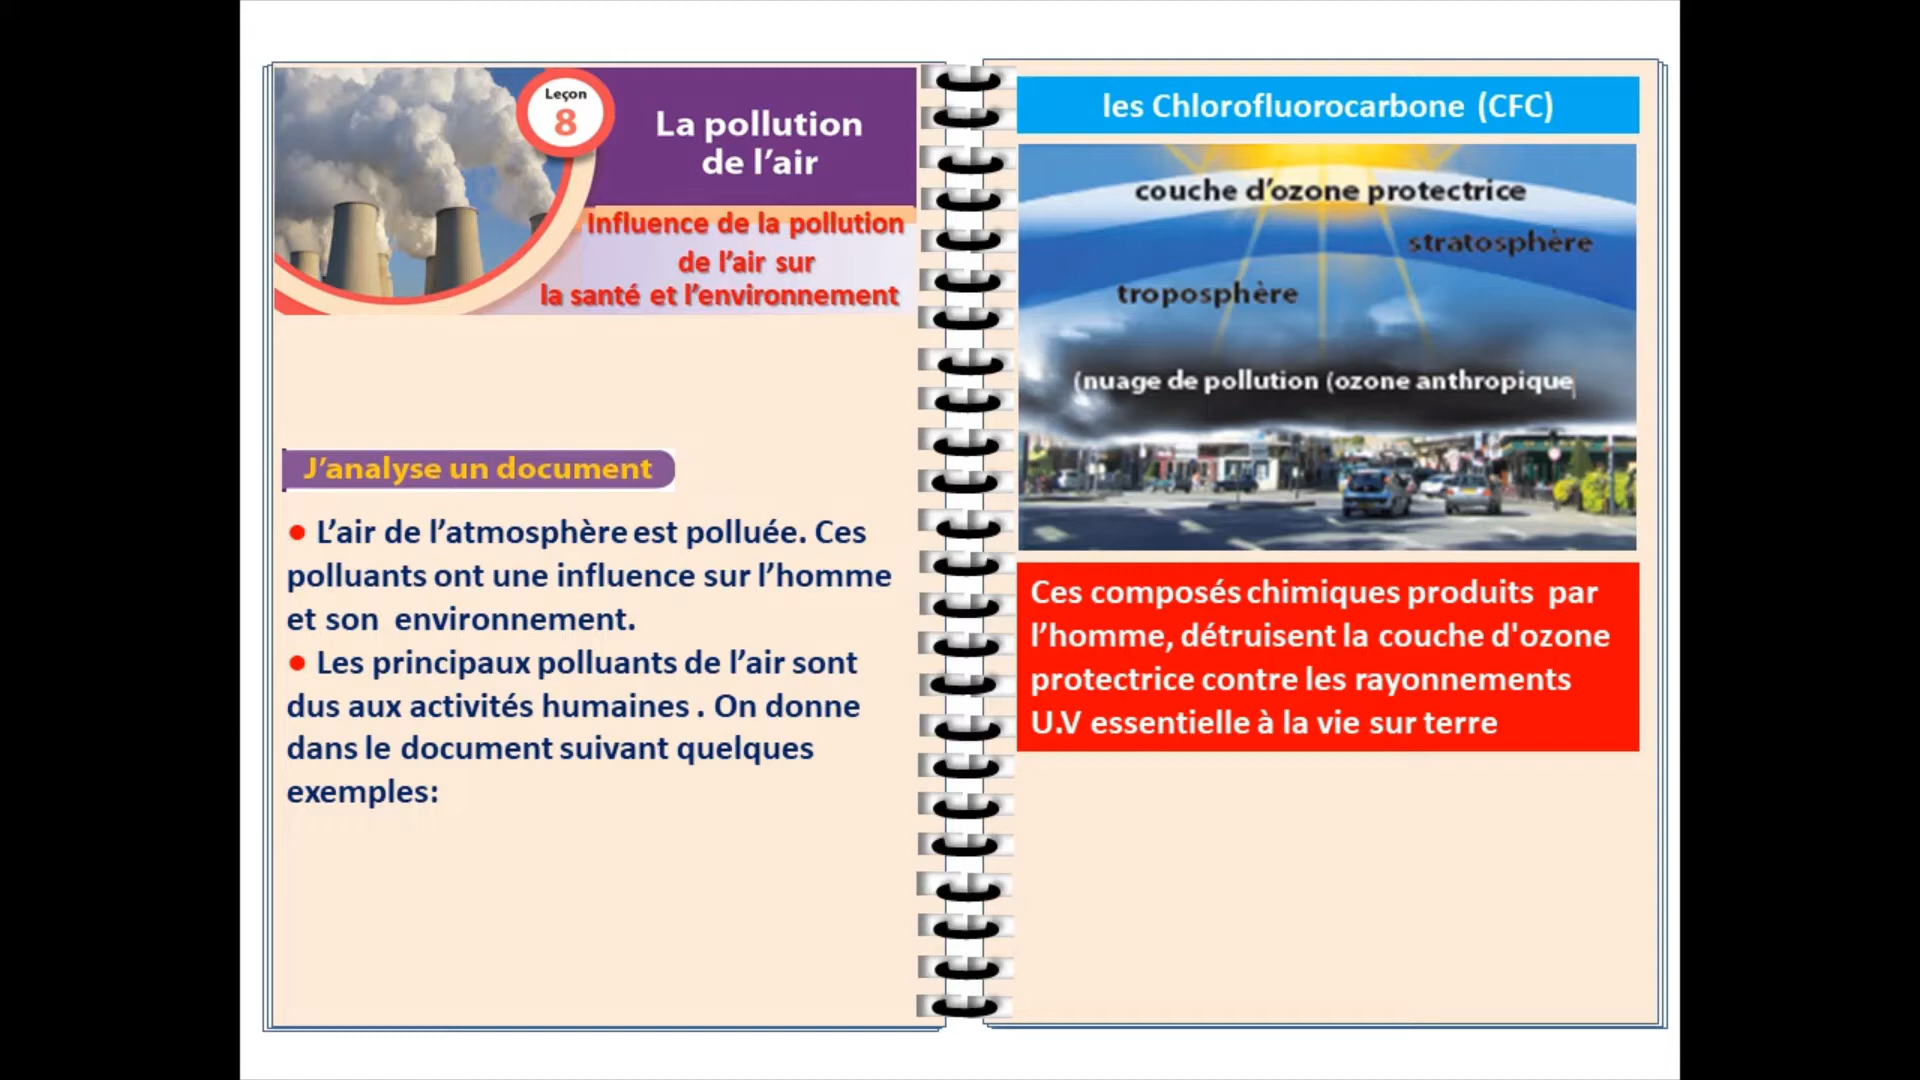 Leçon
8
La pollution
de l’air
Influence de la pollution
de l’air sur
la santé et l’environnement
J’analyse un document
● L’air de l’atmosphère est polluée. Ces
polluants ont une influence sur l’homme
et son environnement.
● Les principaux polluants de l’air sont
dus aux activités humaines . On donne
dans le document suivant quelques
exemples:
les Chlorofluorocarbone (CFC)
couche d’ozone protectrice
stratosphère
troposphère
(nuage de pollution (ozone anthropique
Ces composés chimiques produits par
l’homme, détruisent la couche d'ozone
protectrice contre les rayonnements
U.V essentielle à la vie sur terre